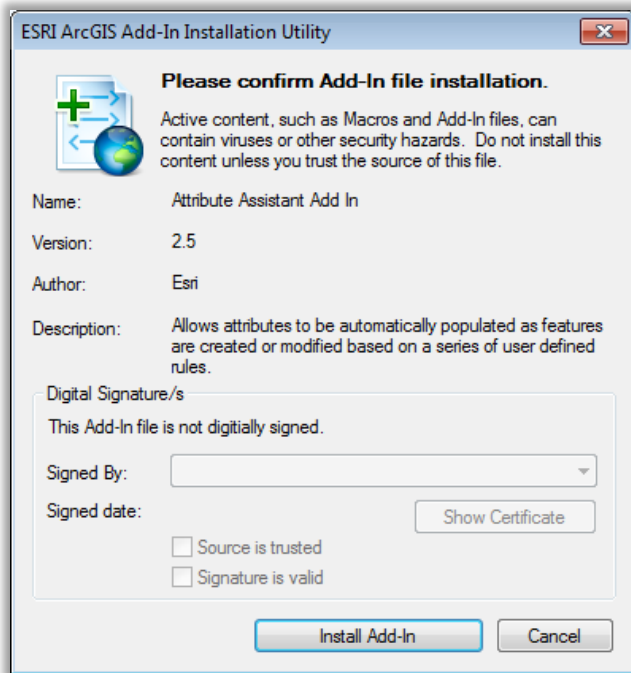 ESRI ArcGIS Add-In Installation Utility
Please confirm Add-In file installation.
Active content, such as Macros and Add-In files, can
contain viruses or other security hazards. Do not install this
content unless you trust the source of this file.
Name: Attribute Assistant Add In
Version: 2.5
Author: Esri
Description: Allows attributes to be automatically populated as features
are created or modified based on a series of user defined
rules.
Digital Signature/s
This Add-In file is not digitially signed.
Signed By:
Signed date:
Show Certificate
Source is trusted
Signature is valid
Install Add-In Cancel